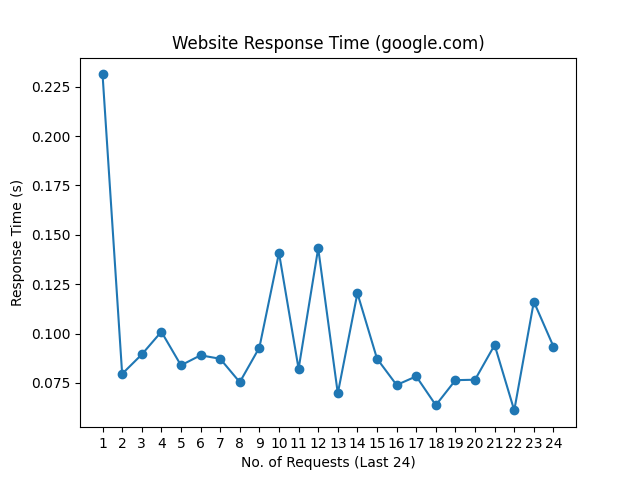 Website Response Time (google.com)
Response Time (s)
0.225
0.200
0.175
0.150
0.125
0.100
0.075
1 2 3 4 5 6 7 8 9 10 11 12 13 14 15 16 17 18 19 20 21 22 23 24
No. of Requests (Last 24)